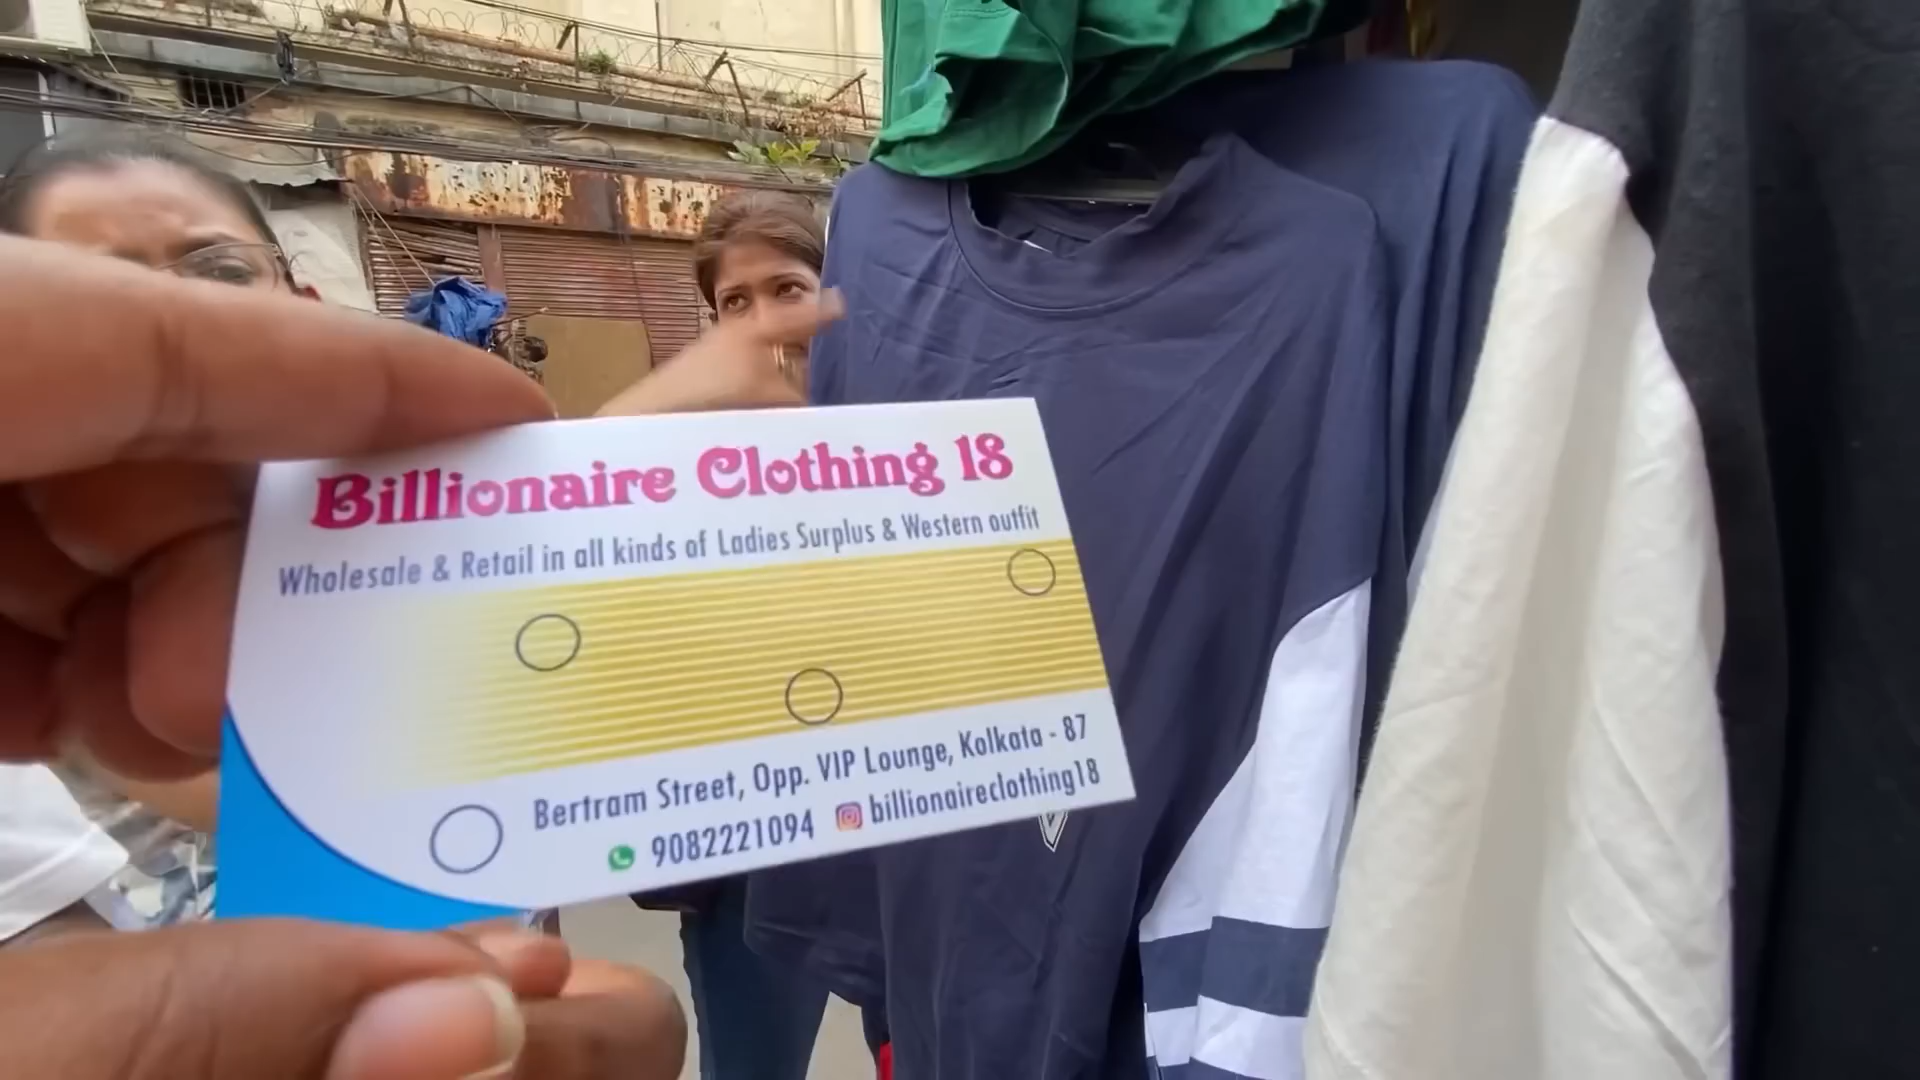 Billionaire Clothing 18
Wholesale & Retail in all kinds of Ladies Surplus & Western outfit
Bertram Street, Opp. VIP Lounge, Kolkata - 87
9082221094 billionaireclothing18